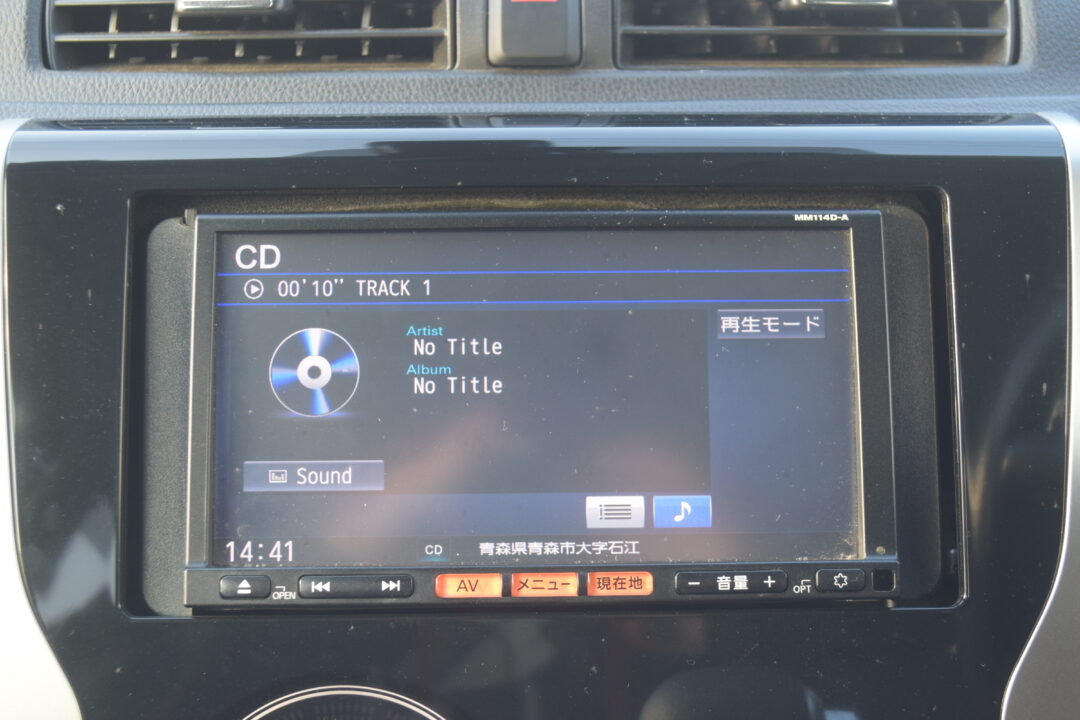 MM114D-A
CD
00'10'' TRACK 1
再生モード
Artist
No Title
Album
No Title
Sound
14:41 CD 青森県青森市大字石江
OPEN AV メニュー 現在地 − 音量 + OPT